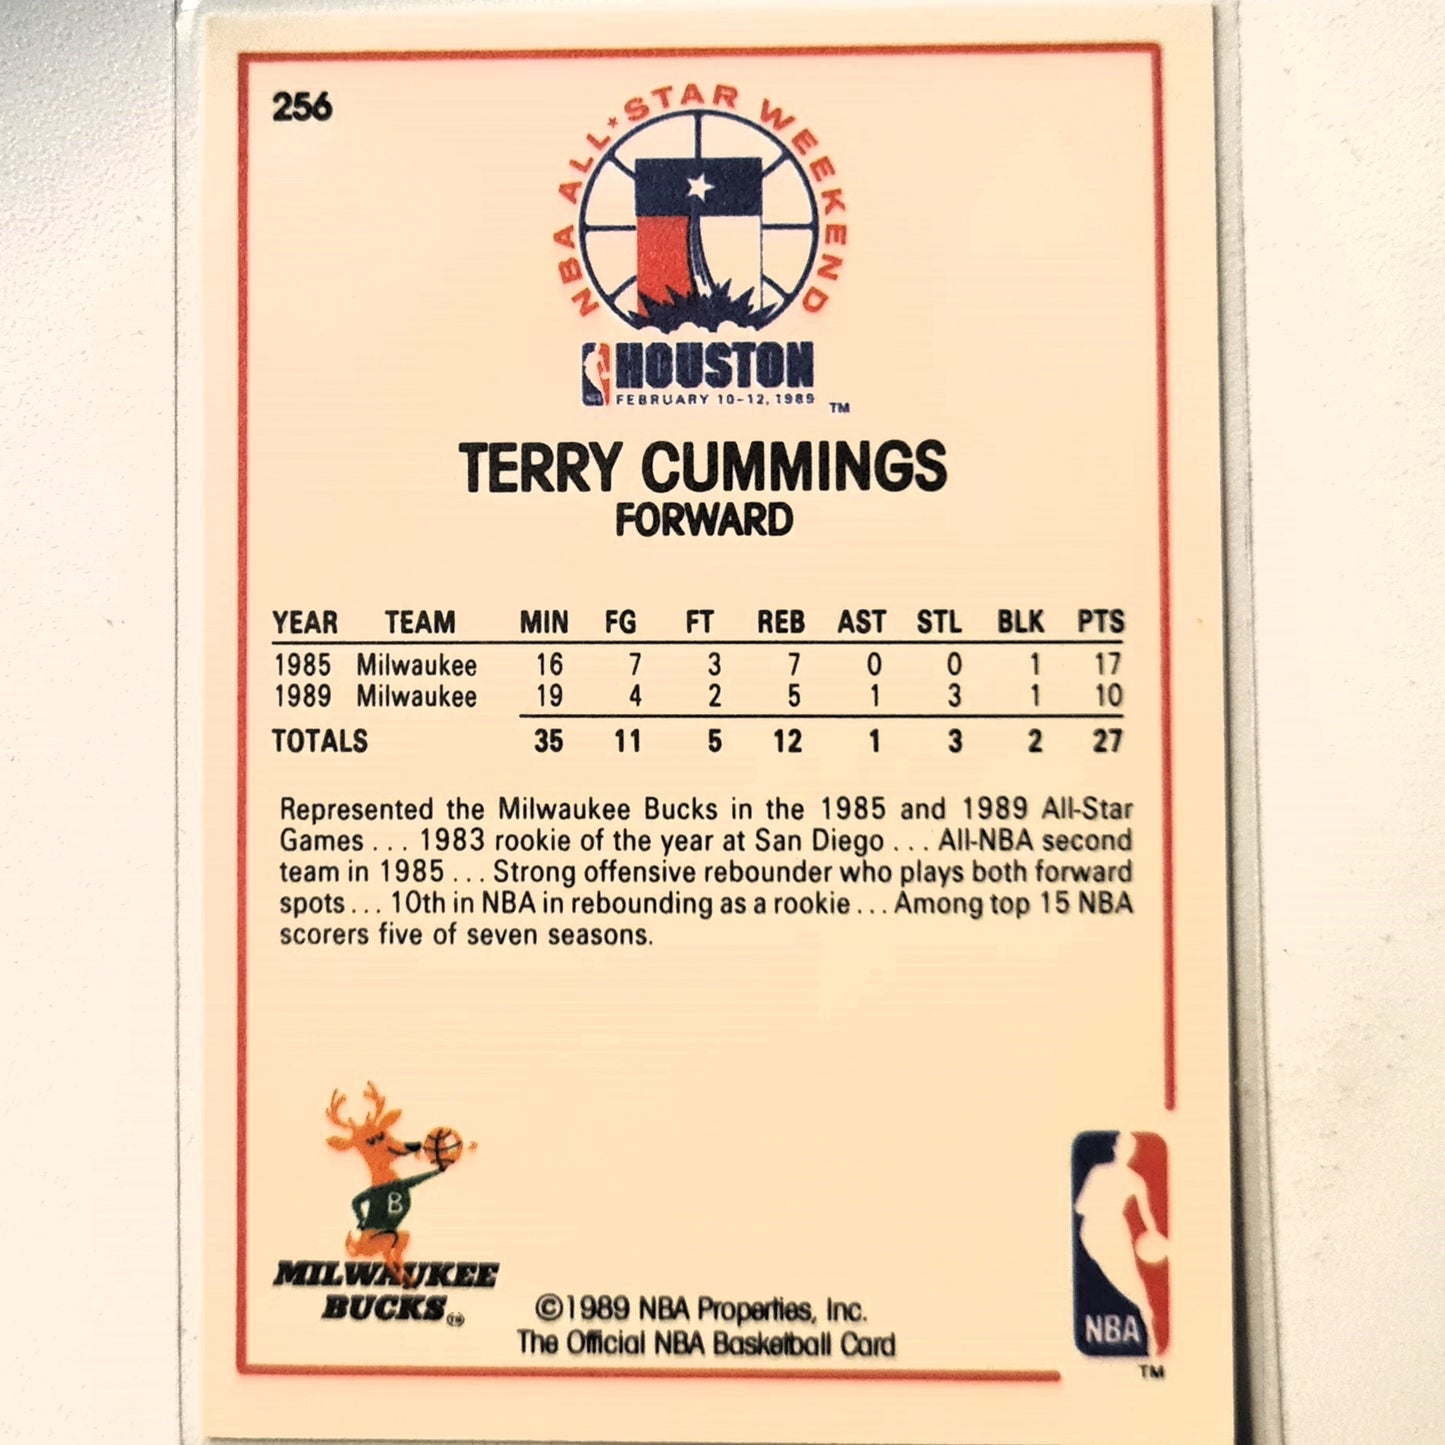 256
NBA ALL★STAR WEEKEND
HOUSTON
FEBRUARY 10-12, 1989 TM
TERRY CUMMINGS
FORWARD
YEAR TEAM MIN FG FT REB AST STL BLK PTS
1985 Milwaukee 16 7 3 7 0 0 1 17
1989 Milwaukee 19 4 2 5 1 3 1 10
TOTALS 35 11 5 12 1 3 2 27
Represented the Milwaukee Bucks in the 1985 and 1989 All-Star
Games . . . 1983 rookie of the year at San Diego . . . All-NBA second
team in 1985 . . . Strong offensive rebounder who plays both forward
spots . . . 10th in NBA in rebounding as a rookie . . . Among top 15 NBA
scorers five of seven seasons.
B
MILWAUKEE
BUCKS ®
©1989 NBA Properties, Inc.
The Official NBA Basketball Card
NBA
TM